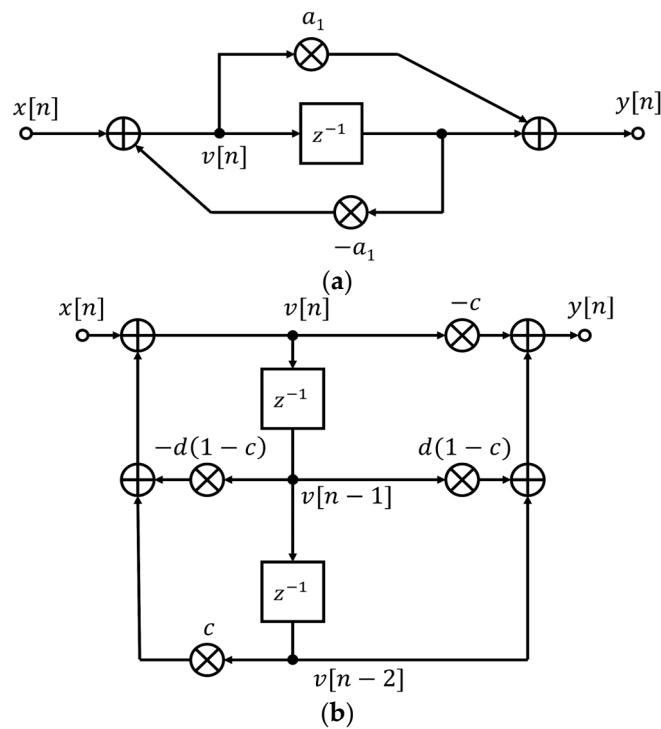 a₁
x[n]
y[n]
v[n]
z⁻¹
−a₁
(a)
x[n]
v[n]
−c
y[n]
z⁻¹
−d(1 − c)
d(1 − c)
v[n − 1]
z⁻¹
c
v[n − 2]
(b)